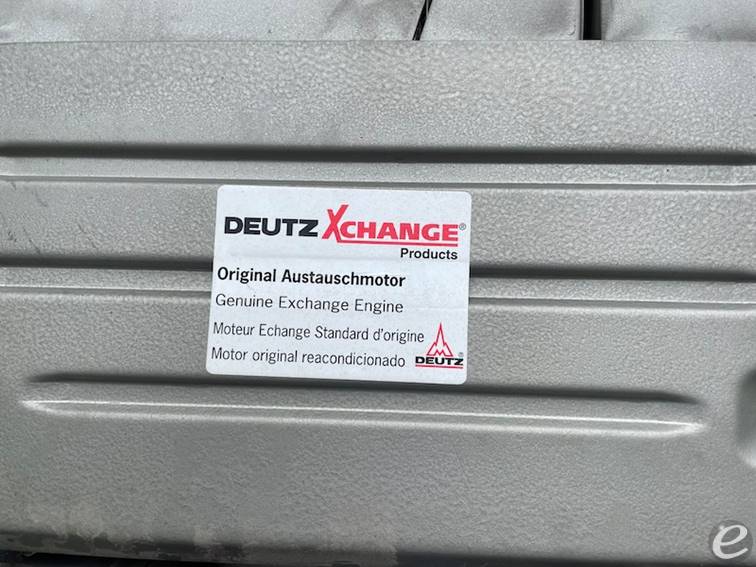 DEUTZ XCHANGE®
Products
Original Austauschmotor
Genuine Exchange Engine
Moteur Echange Standard d'origine
Motor original reacondicionado
DEUTZ®
e